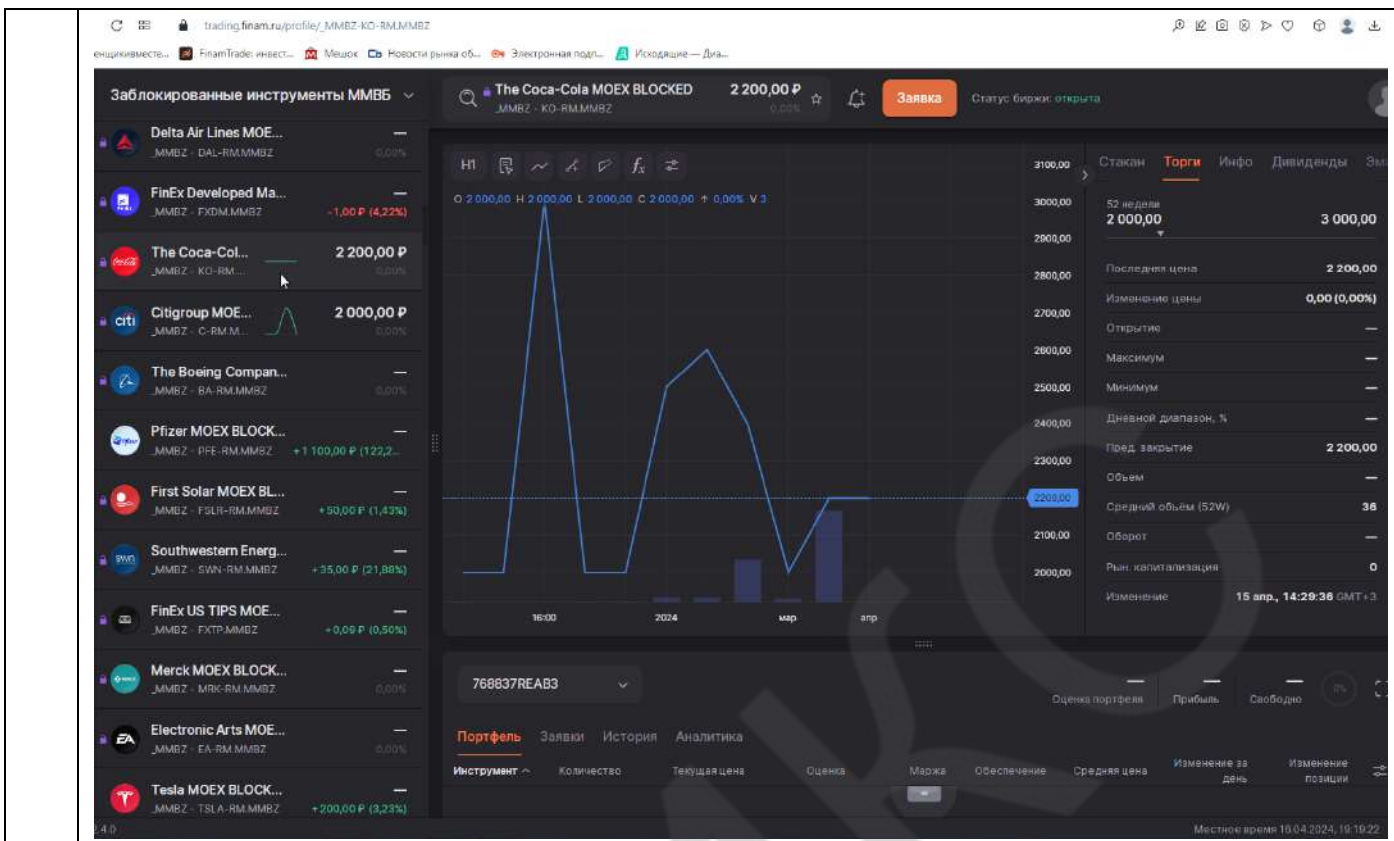 trading.finam.ru/profile/_MMBZ-KO-RM.MMBZ
енщикивместе... FinamTrade: инвест... Мешок Новости рынка об... Электронная подп... Исходящие — Диа...
Заблокированные инструменты ММВБ
The Coca-Cola MOEX BLOCKED 2 200,00 ₽
_MMBZ - KO-RM.MMBZ 0,00%
Заявка
Статус биржи: открыта
Delta Air Lines MOE... —
_MMBZ - DAL-RM.MMBZ 0,00%
FinEx Developed Ma... —
_MMBZ - FXDM.MMBZ -1,00 ₽ (4,22%)
The Coca-Col... 2 200,00 ₽
_MMBZ - KO-RM.... 0,00%
citi
Citigroup MOE... 2 000,00 ₽
_MMBZ - C-RM.M... 0,00%
The Boeing Compan... —
_MMBZ - BA-RM.MMBZ 0,00%
Pfizer MOEX BLOCK... —
_MMBZ - PFE-RM.MMBZ +1 100,00 ₽ (122,2...
First Solar MOEX BL... —
_MMBZ - FSLR-RM.MMBZ +50,00 ₽ (1,43%)
SWN
Southwestern Energ... —
_MMBZ - SWN-RM.MMBZ +35,00 ₽ (21,88%)
FinEx US TIPS MOE... —
_MMBZ - FXTP.MMBZ +0,09 ₽ (0,50%)
Merck MOEX BLOCK... —
_MMBZ - MRK-RM.MMBZ 0,00%
EA
Electronic Arts MOE... —
_MMBZ - EA-RM.MMBZ 0,00%
Tesla MOEX BLOCK... —
_MMBZ - TSLA-RM.MMBZ +200,00 ₽ (3,23%)
2.4.0
H1 fx
O 2 000,00 H 2 000,00 L 2 000,00 C 2 000,00 ↑ 0,00% V 3
3100,00
3000,00
2900,00
2800,00
2700,00
2600,00
2500,00
2400,00
2300,00
2200,00
2100,00
2000,00
16:00 2024 мар апр
Стакан Торги Инфо Дивиденды Эм
52 недели
2 000,00 3 000,00
Последняя цена 2 200,00
Изменение цены 0,00 (0,00%)
Открытие —
Максимум —
Минимум —
Дневной диапазон, % —
Пред. закрытие 2 200,00
Объем —
Средний объём (52W) 36
Оборот —
Рын. капитализация 0
Изменение 15 апр., 14:29:36 GMT+3
768837REAB3
— Оценка портфеля
— Прибыль
— Свободно
0%
Портфель Заявки История Аналитика
Инструмент Количество Текущая цена Оценка Маржа Обеспечение Средняя цена Изменение за день Изменение позиции
Местное время 16.04.2024, 19:19:22